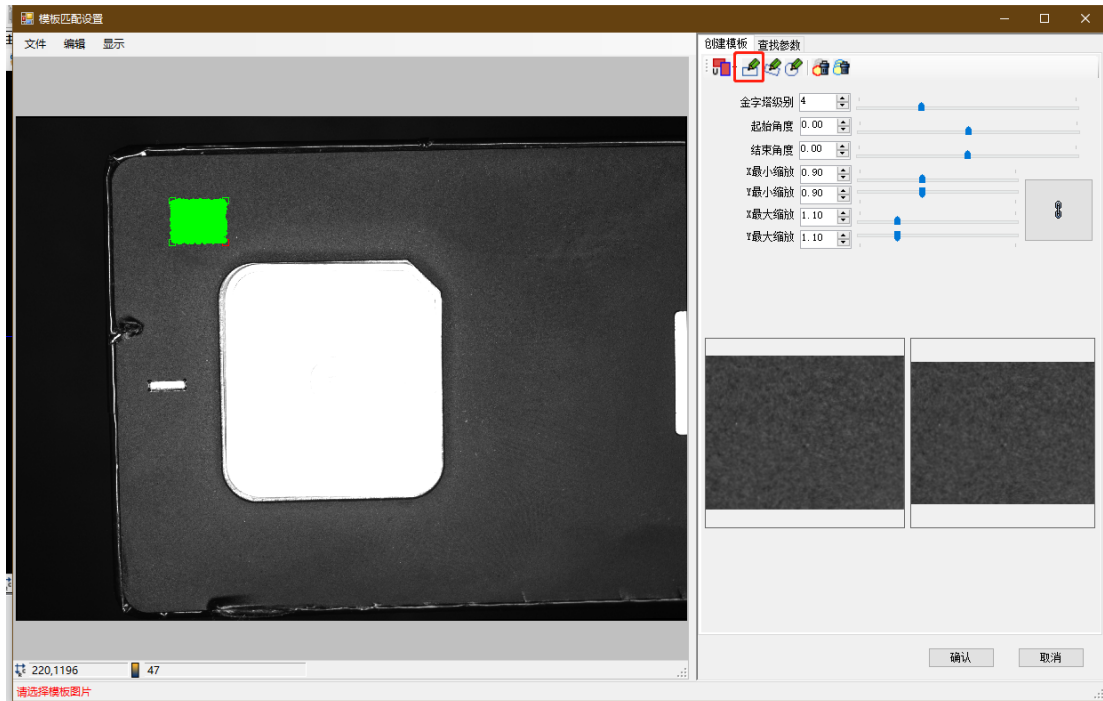 模板匹配设置
文件 编辑 显示
创建模板 查找参数
金字塔级别 4
起始角度 0.00
结束角度 0.00
X最小缩放 0.90
Y最小缩放 0.90
X最大缩放 1.10
Y最大缩放 1.10
确认 取消
220,1196 47
请选择模板图片